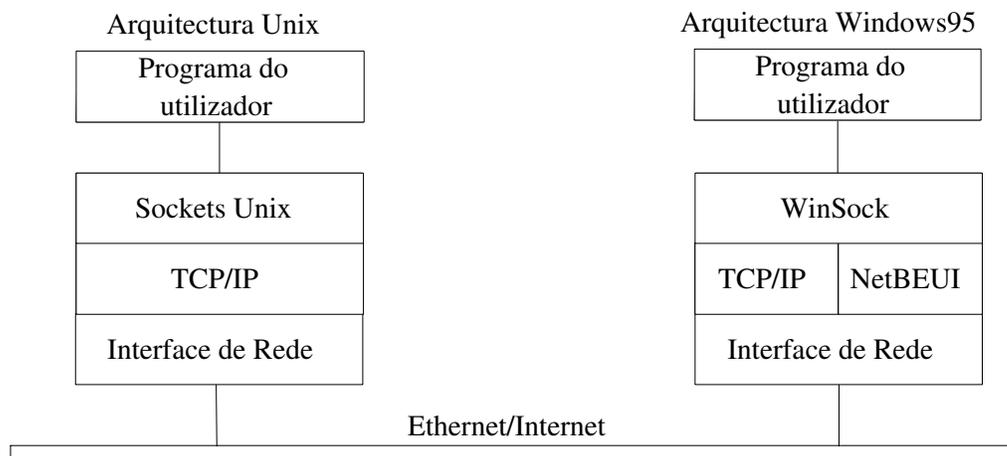 Arquitectura Unix
Programa do
utilizador
Sockets Unix
TCP/IP
Interface de Rede
Arquitectura Windows95
Programa do
utilizador
WinSock
TCP/IP
NetBEUI
Interface de Rede
Ethernet/Internet